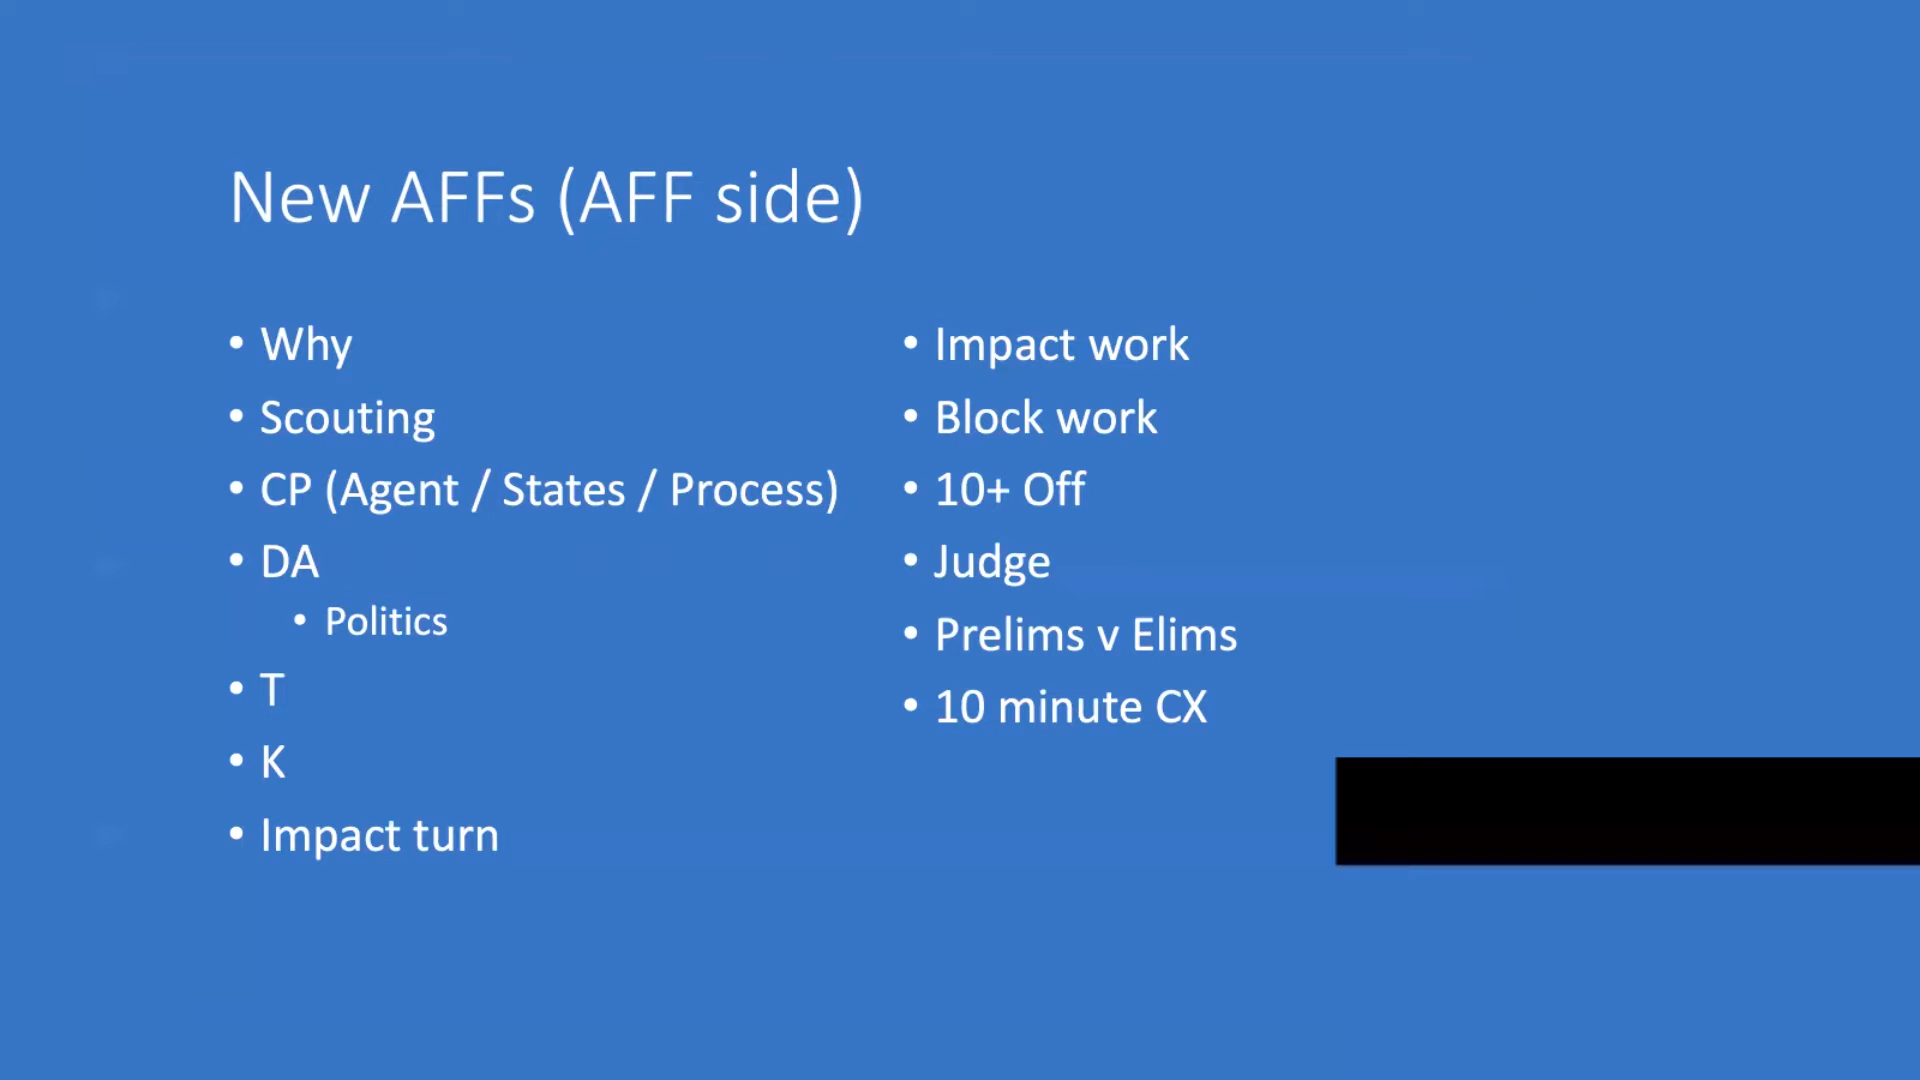 New AFFs (AFF side)
• Why
• Scouting
• CP (Agent / States / Process)
• DA
• Politics
• T
• K
• Impact turn
• Impact work
• Block work
• 10+ Off
• Judge
• Prelims v Elims
• 10 minute CX